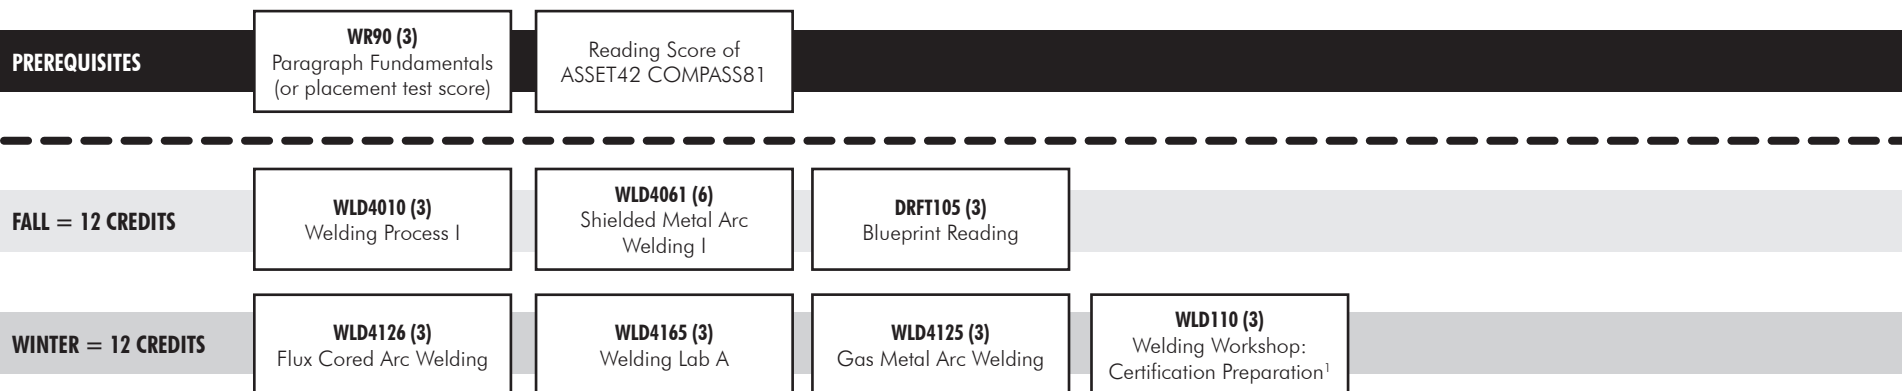 PREREQUISITES
WR90 (3)
Paragraph Fundamentals
(or placement test score)
Reading Score of
ASSET42 COMPASS81
FALL = 12 CREDITS
WLD4010 (3)
Welding Process I
WLD4061 (6)
Shielded Metal Arc
Welding I
DRFT105 (3)
Blueprint Reading
WINTER = 12 CREDITS
WLD4126 (3)
Flux Cored Arc Welding
WLD4165 (3)
Welding Lab A
WLD4125 (3)
Gas Metal Arc Welding
WLD110 (3)
Welding Workshop:
Certification Preparation¹